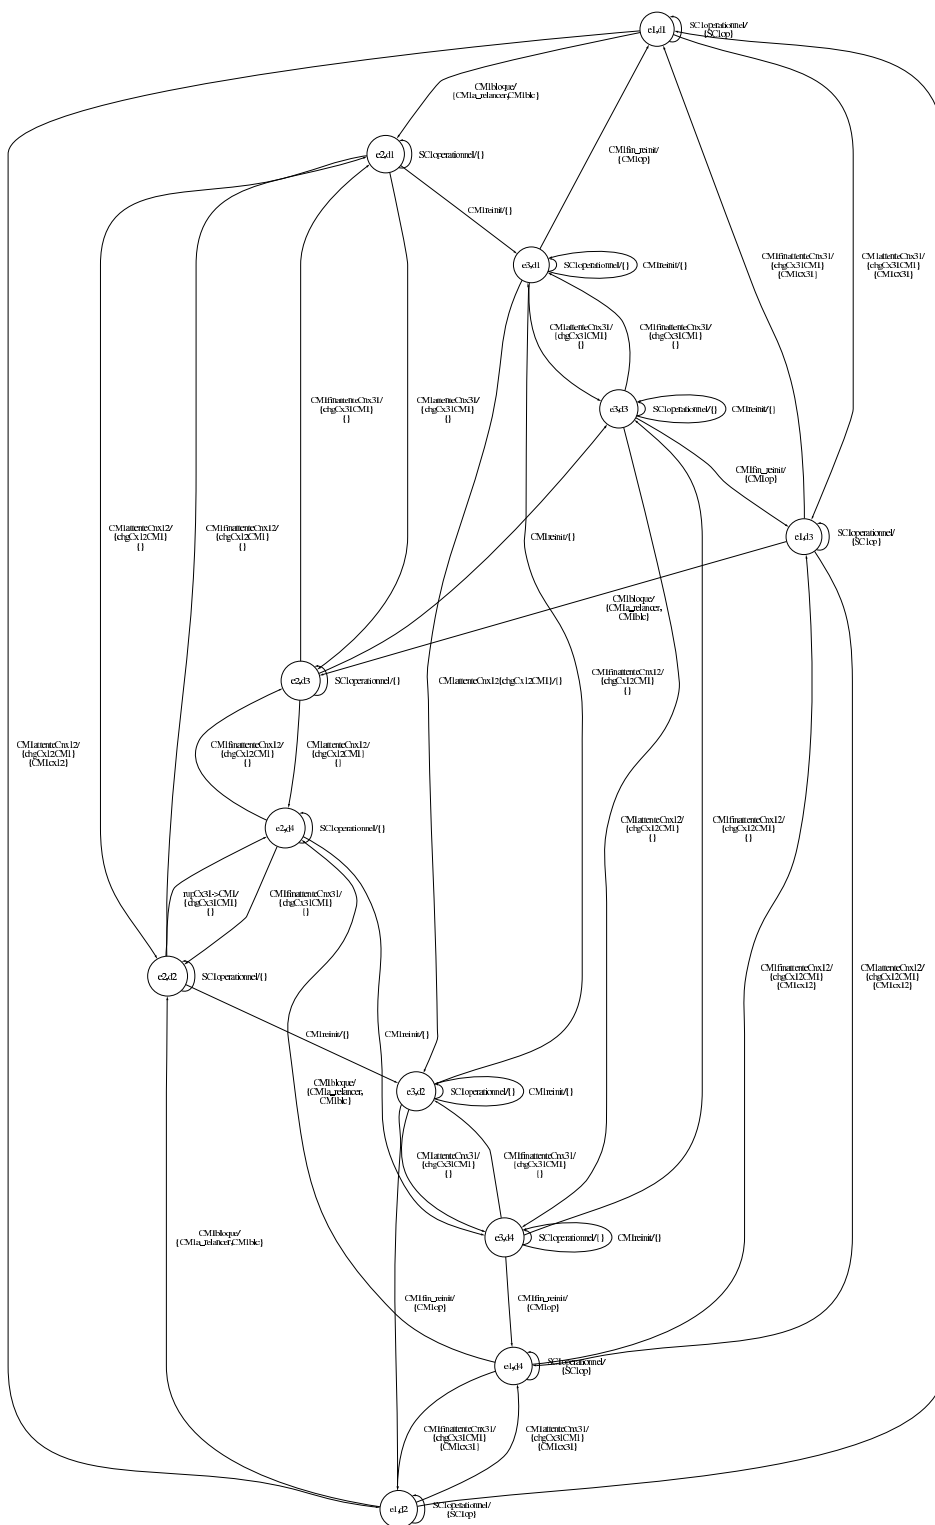 e1,d1
SC1operationnel/
{SC1op}
CM1bloque/
{CM1a_relancer,CM1blc}
e2,d1
SC1operationnel/{}
CM1fin_reinit/
{CM1op}
CM1reinit/{}
e3,d1
SC1operationnel/{}
CM1reinit/{}
CM1finattenteCnx31/
{chgCx31CM1}
{CM1cx31}
CM1attenteCnx31/
{chgCx31CM1}
{CM1cx31}
CM1attenteCnx31/
{chgCx31CM1}
{}
CM1finattenteCnx31/
{chgCx31CM1}
{}
CM1finattenteCnx31/
{chgCx31CM1}
{}
CM1attenteCnx31/
{chgCx31CM1}
{}
e3,d3
SC1operationnel/{}
CM1reinit/{}
CM1fin_reinit/
{CM1op}
CM1attenteCnx12/
{chgCx12CM1}
{}
CM1finattenteCnx12/
{chgCx12CM1}
{}
CM1reinit/{}
e1,d3
SC1operationnel/
{SC1op}
CM1bloque/
{CM1a_relancer,
CM1blc}
e2,d3
SC1operationnel/{}
CM1attenteCnx12{chgCx12CM1}/{}
CM1finattenteCnx12/
{chgCx12CM1}
{}
CM1attenteCnx12/
{chgCx12CM1}
{CM1cx12}
CM1finattenteCnx12/
{chgCx12CM1}
{}
CM1attenteCnx12/
{chgCx12CM1}
{}
e2,d4
SC1operationnel/{}
CM1attenteCnx12/
{chgCx12CM1}
{}
CM1finattenteCnx12/
{chgCx12CM1}
{}
rupCx31->CM1/
{chgCx31CM1}
{}
CM1finattenteCnx31/
{chgCx31CM1}
{}
e2,d2
SC1operationnel/{}
CM1finattenteCnx12/
{chgCx12CM1}
{CM1cx12}
CM1attenteCnx12/
{chgCx12CM1}
{CM1cx12}
CM1reinit/{}
CM1reinit/{}
CM1bloque/
{CM1a_relancer,
CM1blc}
e3,d2
SC1operationnel/{}
CM1reinit/{}
CM1attenteCnx31/
{chgCx31CM1}
{}
CM1finattenteCnx31/
{chgCx31CM1}
{}
CM1bloque/
{CM1a_relancer,CM1blc}
e3,d4
SC1operationnel/{}
CM1reinit/{}
CM1fin_reinit/
{CM1op}
CM1fin_reinit/
{CM1op}
e1,d4
SC1operationnel/
{SC1op}
CM1finattenteCnx31/
{chgCx31CM1}
{CM1cx31}
CM1attenteCnx31/
{chgCx31CM1}
{CM1cx31}
e1,d2
SC1operationnel/
{SC1op}